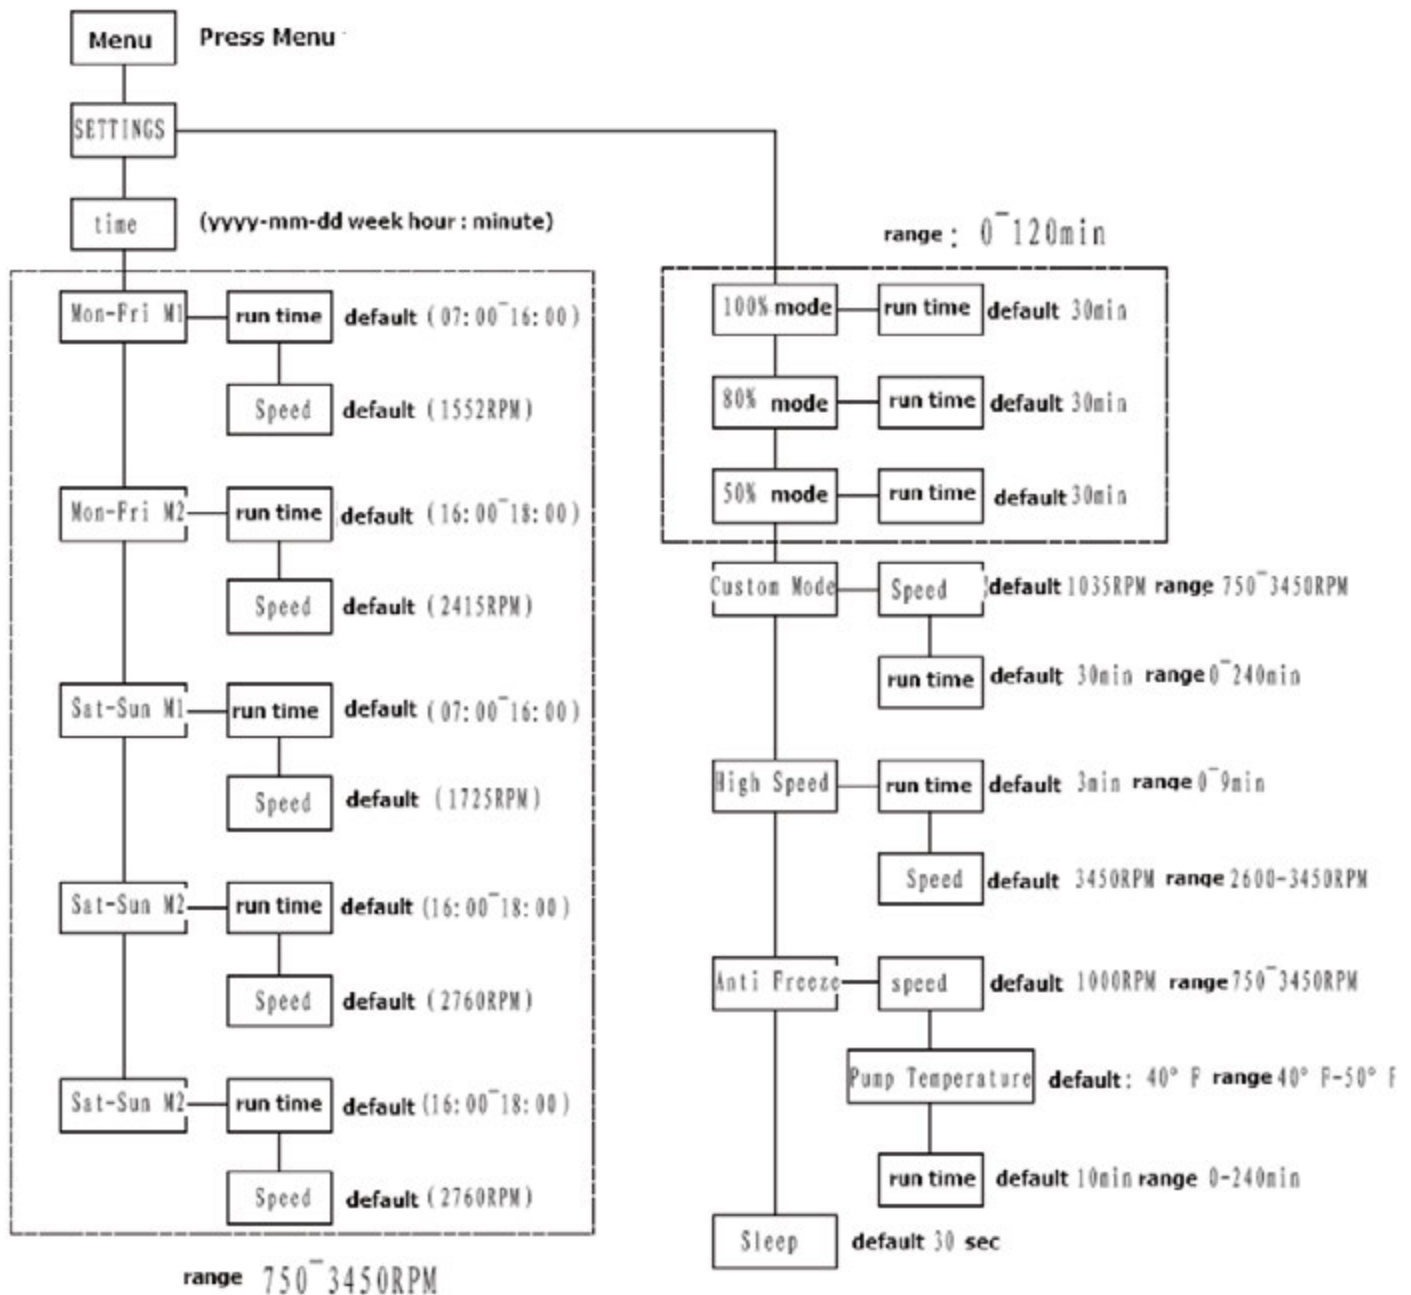 Menu Press Menu
SETTINGS
time (yyyy-mm-dd week hour : minute)
Mon-Fri M1 run time default (07:00~16:00)
Speed default (1552RPM)
Mon-Fri M2 run time default (16:00~18:00)
Speed default (2415RPM)
Sat-Sun M1 run time default (07:00~16:00)
Speed default (1725RPM)
Sat-Sun M2 run time default (16:00~18:00)
Speed default (2760RPM)
Sat-Sun M2 run time default (16:00~18:00)
Speed default (2760RPM)
range 750~3450RPM
range : 0~120min
100% mode run time default 30min
80% mode run time default 30min
50% mode run time default 30min
Custom Mode Speed default 1035RPM range 750~3450RPM
run time default 30min range 0~240min
High Speed run time default 3min range 0~9min
Speed default 3450RPM range 2600-3450RPM
Anti Freeze speed default 1000RPM range 750~3450RPM
Pump Temperature default: 40° F range 40° F-50° F
run time default 10min range 0-240min
Sleep default 30 sec